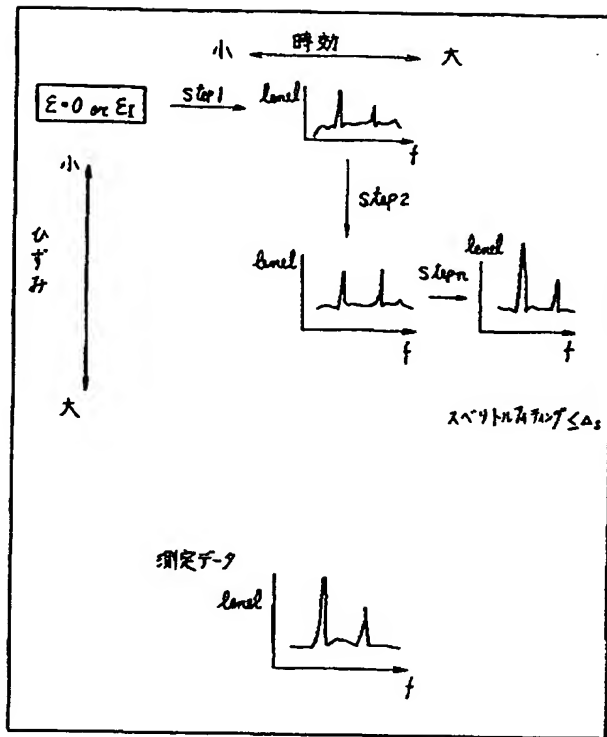 小 時効 大
ε=0 or εI
step1
level
f
小
ひずみ
大
step2
level
f
stepn
level
f
スペクトルフィティング≦Δs
測定データ
level
f